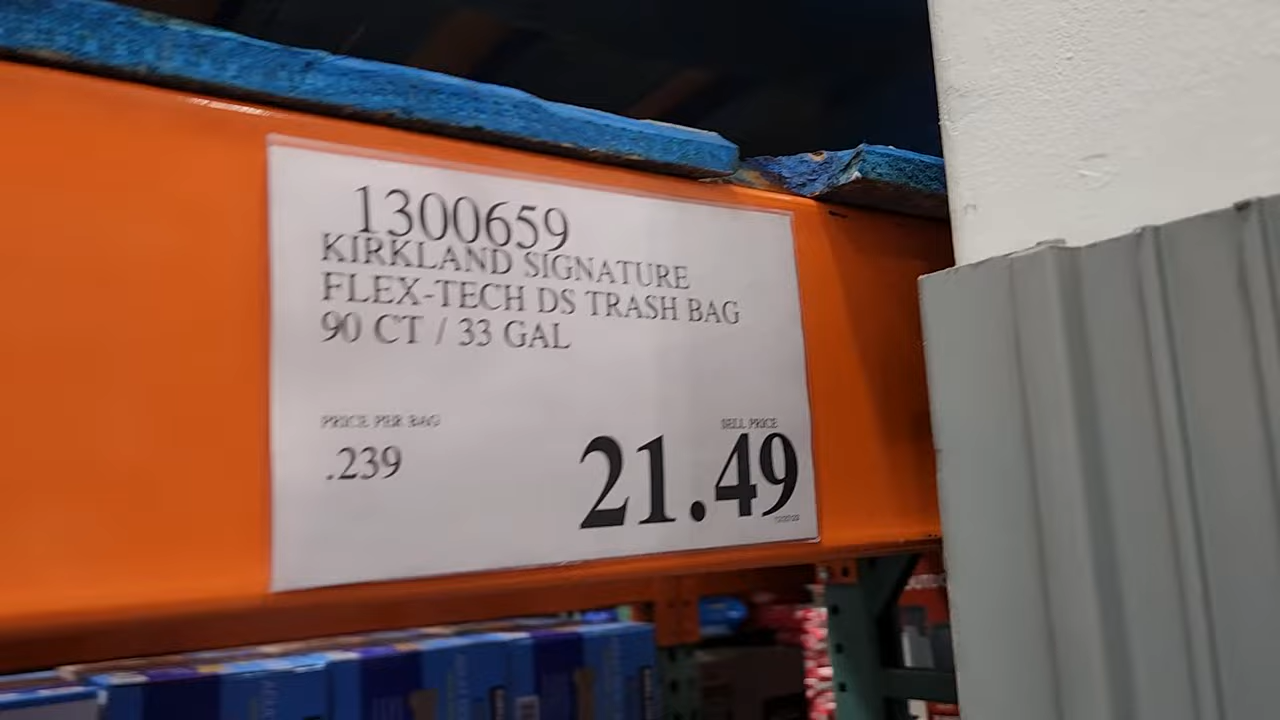 1300659
KIRKLAND SIGNATURE
FLEX-TECH DS TRASH BAG
90 CT / 33 GAL
PRICE PER BAG
SELL PRICE
.239
21.49